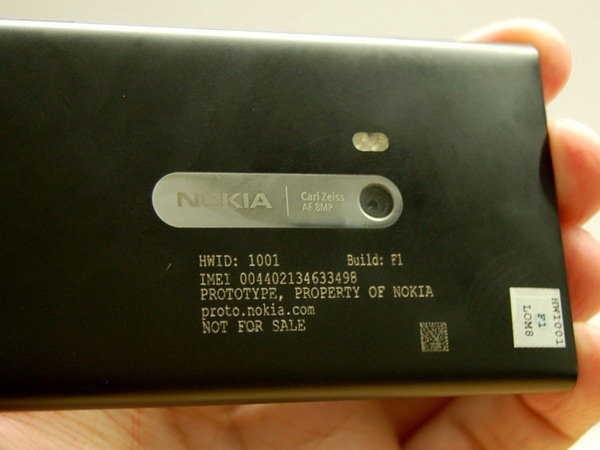 NOKIA
Carl Zeiss
AF 8MP
HWID: 1001 Build: F1
IMEI 004402134633498
PROTOTYPE, PROPERTY OF NOKIA
proto.nokia.com
NOT FOR SALE
HW1001
F1
LOM8